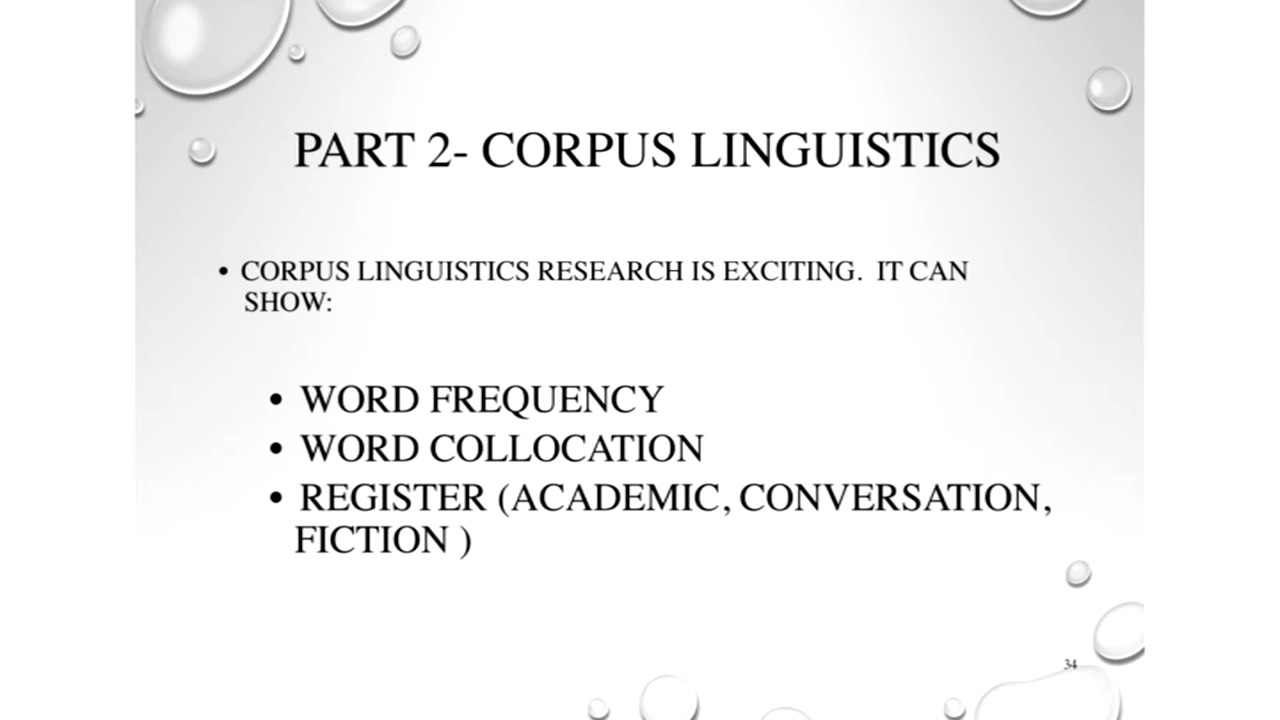 PART 2- CORPUS LINGUISTICS
• CORPUS LINGUISTICS RESEARCH IS EXCITING.  IT CAN
SHOW:
• WORD FREQUENCY
• WORD COLLOCATION
• REGISTER (ACADEMIC, CONVERSATION,
FICTION )
34